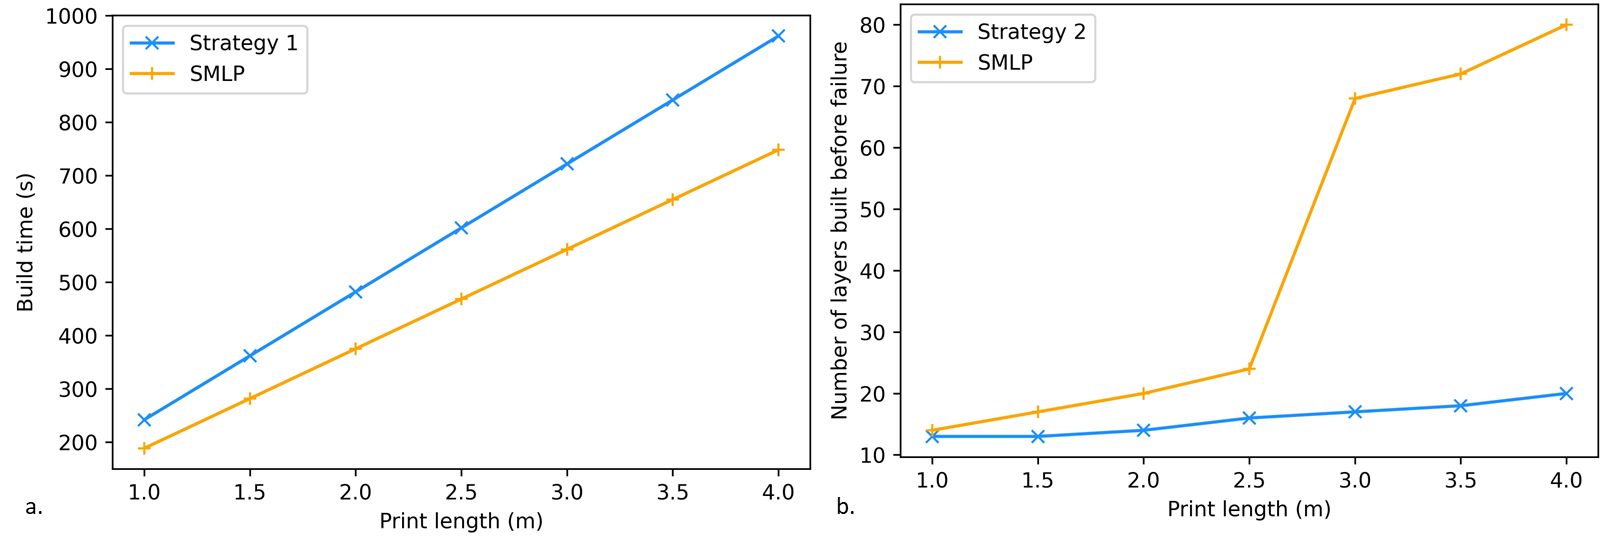 1000
900
800
700
600
500
400
300
200
Build time (s)
Strategy 1
SMLP
1.0 1.5 2.0 2.5 3.0 3.5 4.0
Print length (m)
a.
80
70
60
50
40
30
20
10
Number of layers built before failure
Strategy 2
SMLP
1.0 1.5 2.0 2.5 3.0 3.5 4.0
Print length (m)
b.